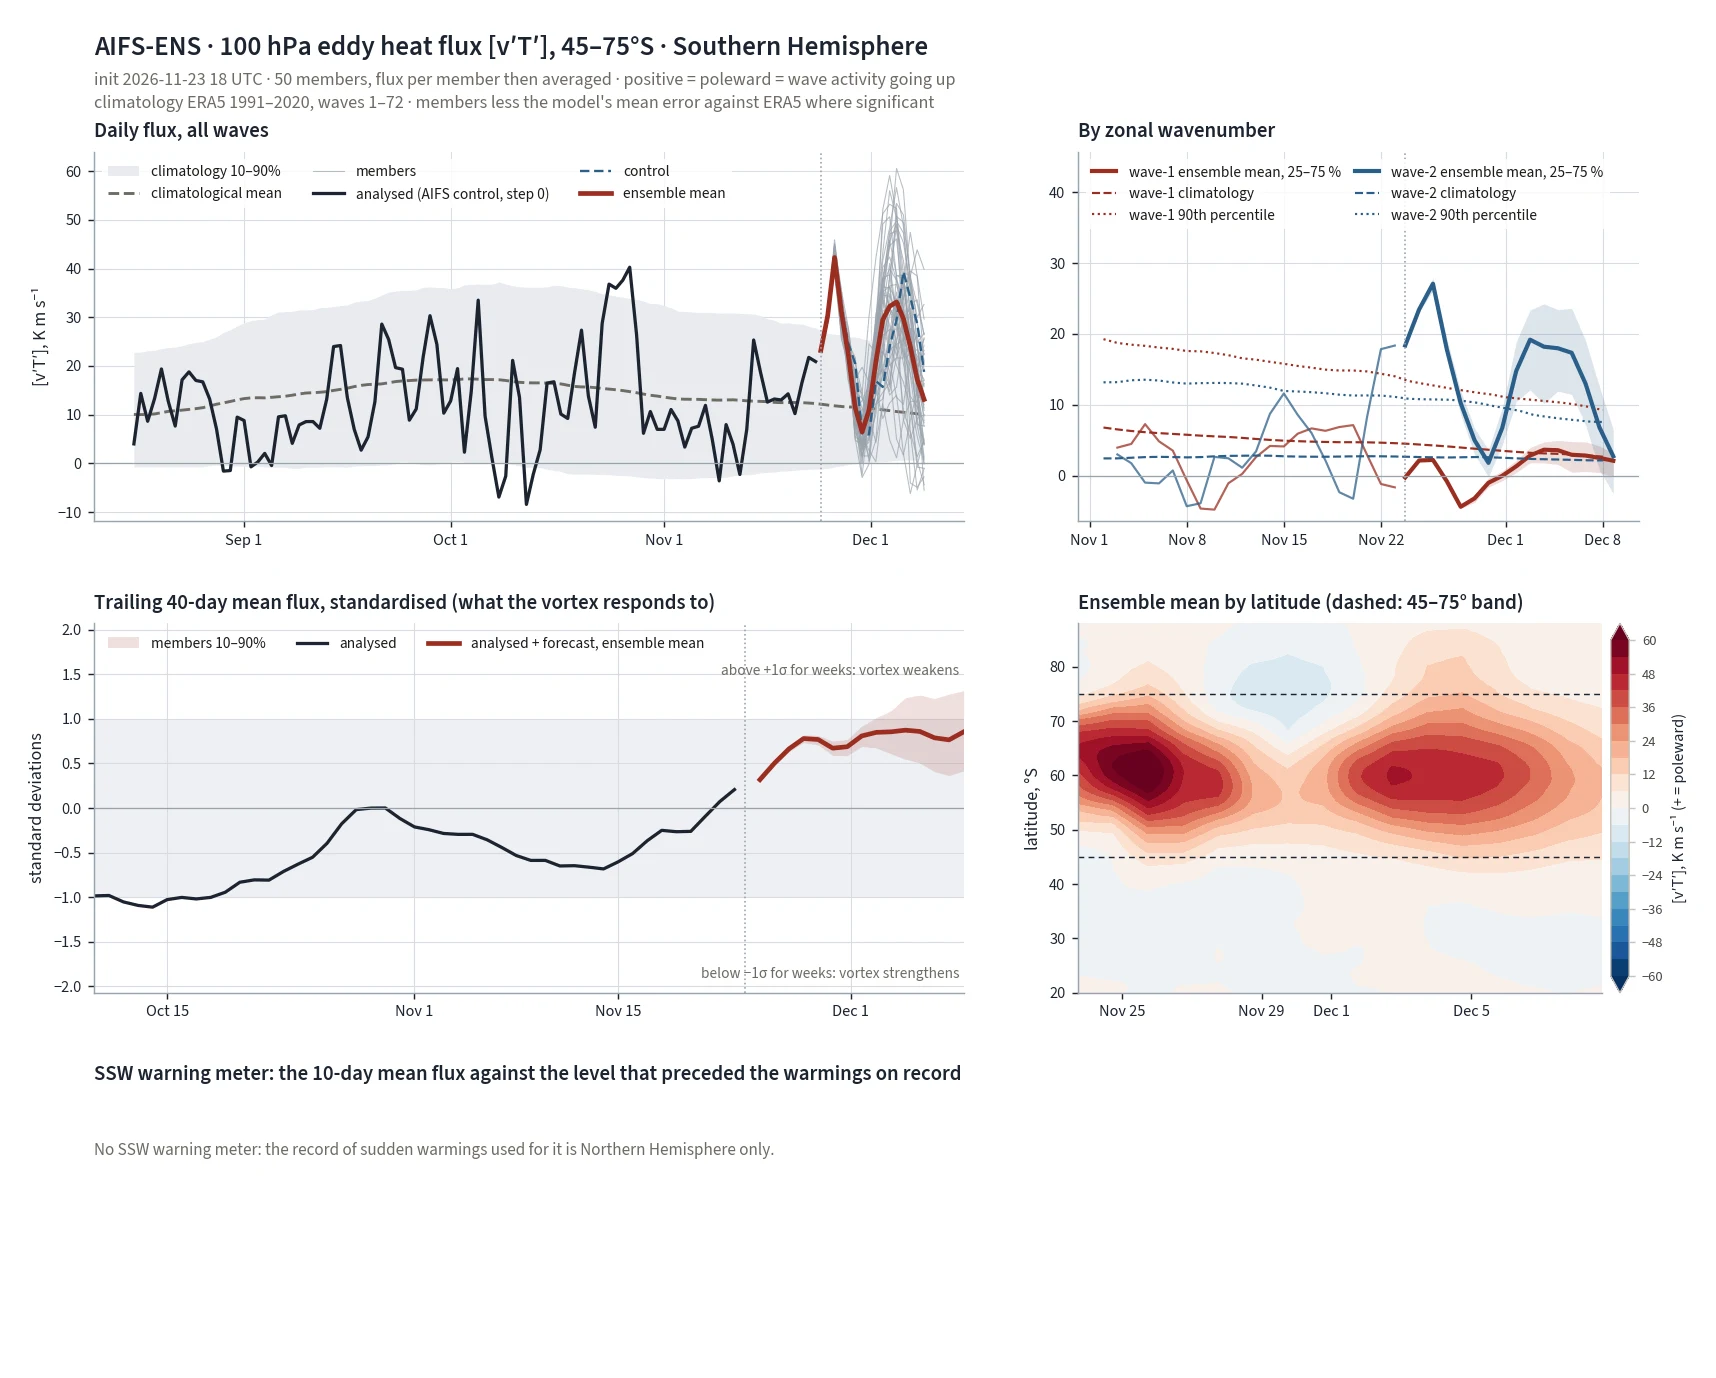 AIFS-ENS · 100 hPa eddy heat flux [v′T′], 45–75°S · Southern Hemisphere
init 2026-11-23 18 UTC · 50 members, flux per member then averaged · positive = poleward = wave activity going up
climatology ERA5 1991–2020, waves 1–72 · members less the model's mean error against ERA5 where significant
Daily flux, all waves
climatology 10–90%
members
control
climatological mean
analysed (AIFS control, step 0)
ensemble mean
60
50
40
30
20
10
0
−10
[v′T′], K m s⁻¹
Sep 1
Oct 1
Nov 1
Dec 1
By zonal wavenumber
wave-1 ensemble mean, 25–75 %
wave-2 ensemble mean, 25–75 %
wave-1 climatology
wave-2 climatology
wave-1 90th percentile
wave-2 90th percentile
40
30
20
10
0
Nov 1
Nov 8
Nov 15
Nov 22
Dec 1
Dec 8
Trailing 40-day mean flux, standardised (what the vortex responds to)
members 10–90%
analysed
analysed + forecast, ensemble mean
above +1σ for weeks: vortex weakens
below −1σ for weeks: vortex strengthens
2.0
1.5
1.0
0.5
0.0
−0.5
−1.0
−1.5
−2.0
standard deviations
Oct 15
Nov 1
Nov 15
Dec 1
Ensemble mean by latitude (dashed: 45–75° band)
80
70
60
50
40
30
20
latitude, °S
Nov 25
Nov 29
Dec 1
Dec 5
60
48
36
24
12
0
−12
−24
−36
−48
−60
[v′T′], K m s⁻¹ (+ = poleward)
SSW warning meter: the 10-day mean flux against the level that preceded the warmings on record
No SSW warning meter: the record of sudden warmings used for it is Northern Hemisphere only.